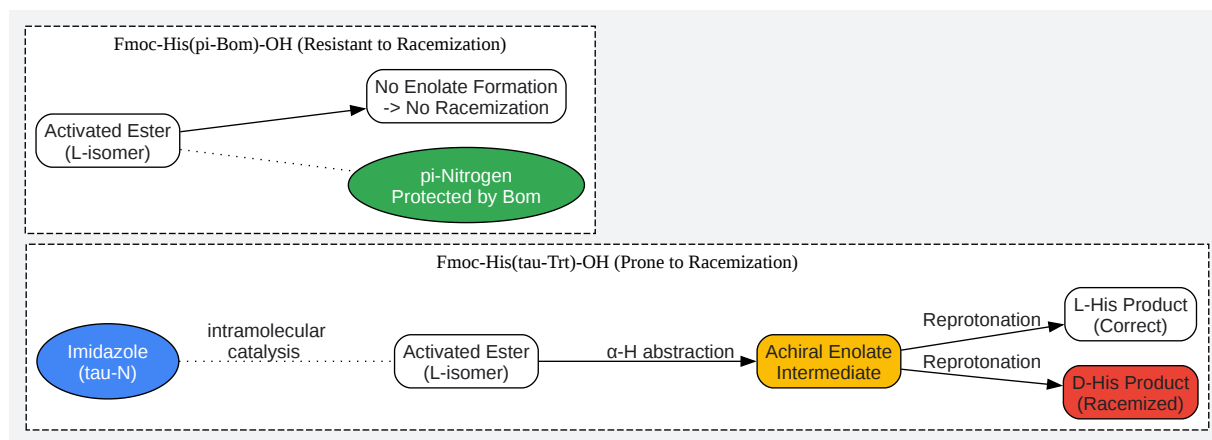 Fmoc-His(pi-Bom)-OH (Resistant to Racemization)
Activated Ester
(L-isomer)
No Enolate Formation
-> No Racemization
pi-Nitrogen
Protected by Bom
Fmoc-His(tau-Trt)-OH (Prone to Racemization)
Imidazole
(tau-N)
intramolecular
catalysis
Activated Ester
(L-isomer)
α-H abstraction
Achiral Enolate
Intermediate
Reprotonation
L-His Product
(Correct)
Reprotonation
D-His Product
(Racemized)